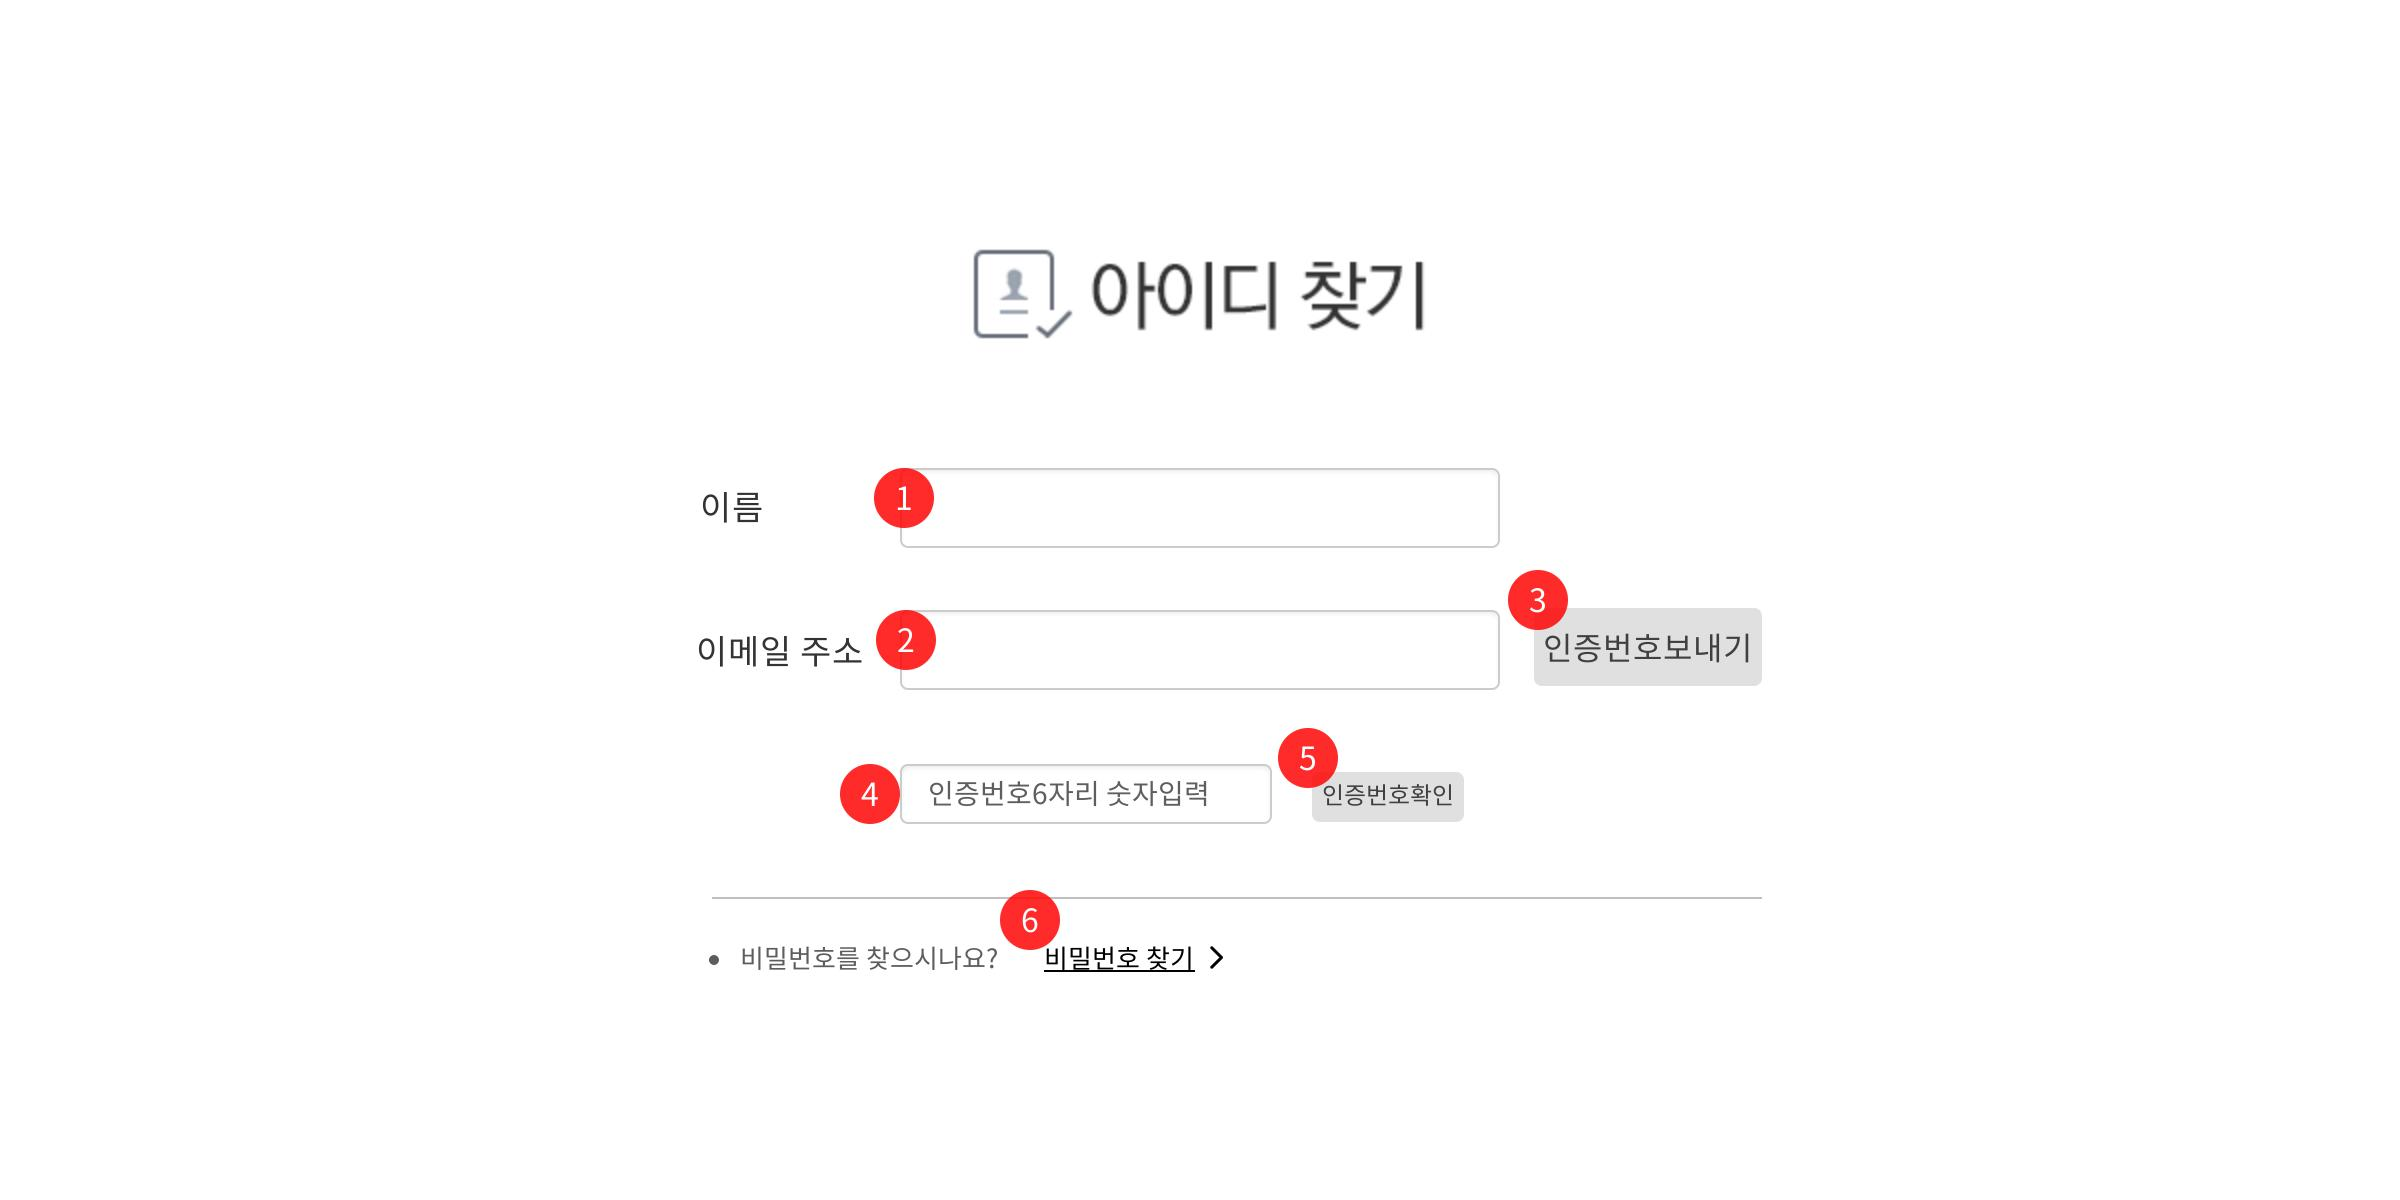 아이디 찾기
이름
1
이메일 주소
2
3
인증번호보내기
4
인증번호6자리 숫자입력
5
인증번호확인
6
비밀번호를 찾으시나요? 비밀번호 찾기